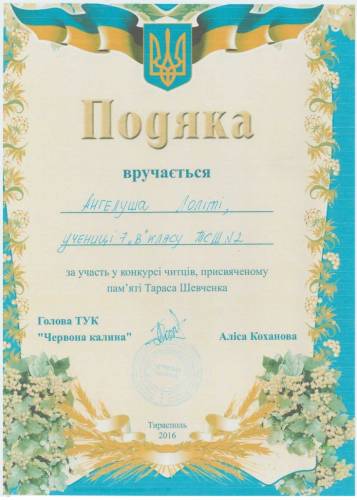 Подяка
вручається
Ангелуша Лоліті,
учениці 7 „В" класу ТСШ №2
за участь у конкурсі читців, присвяченому
пам'яті Тараса Шевченка
Голова ТУК
"Червона калина"
Аліса Коханова
Тирасполь
2016